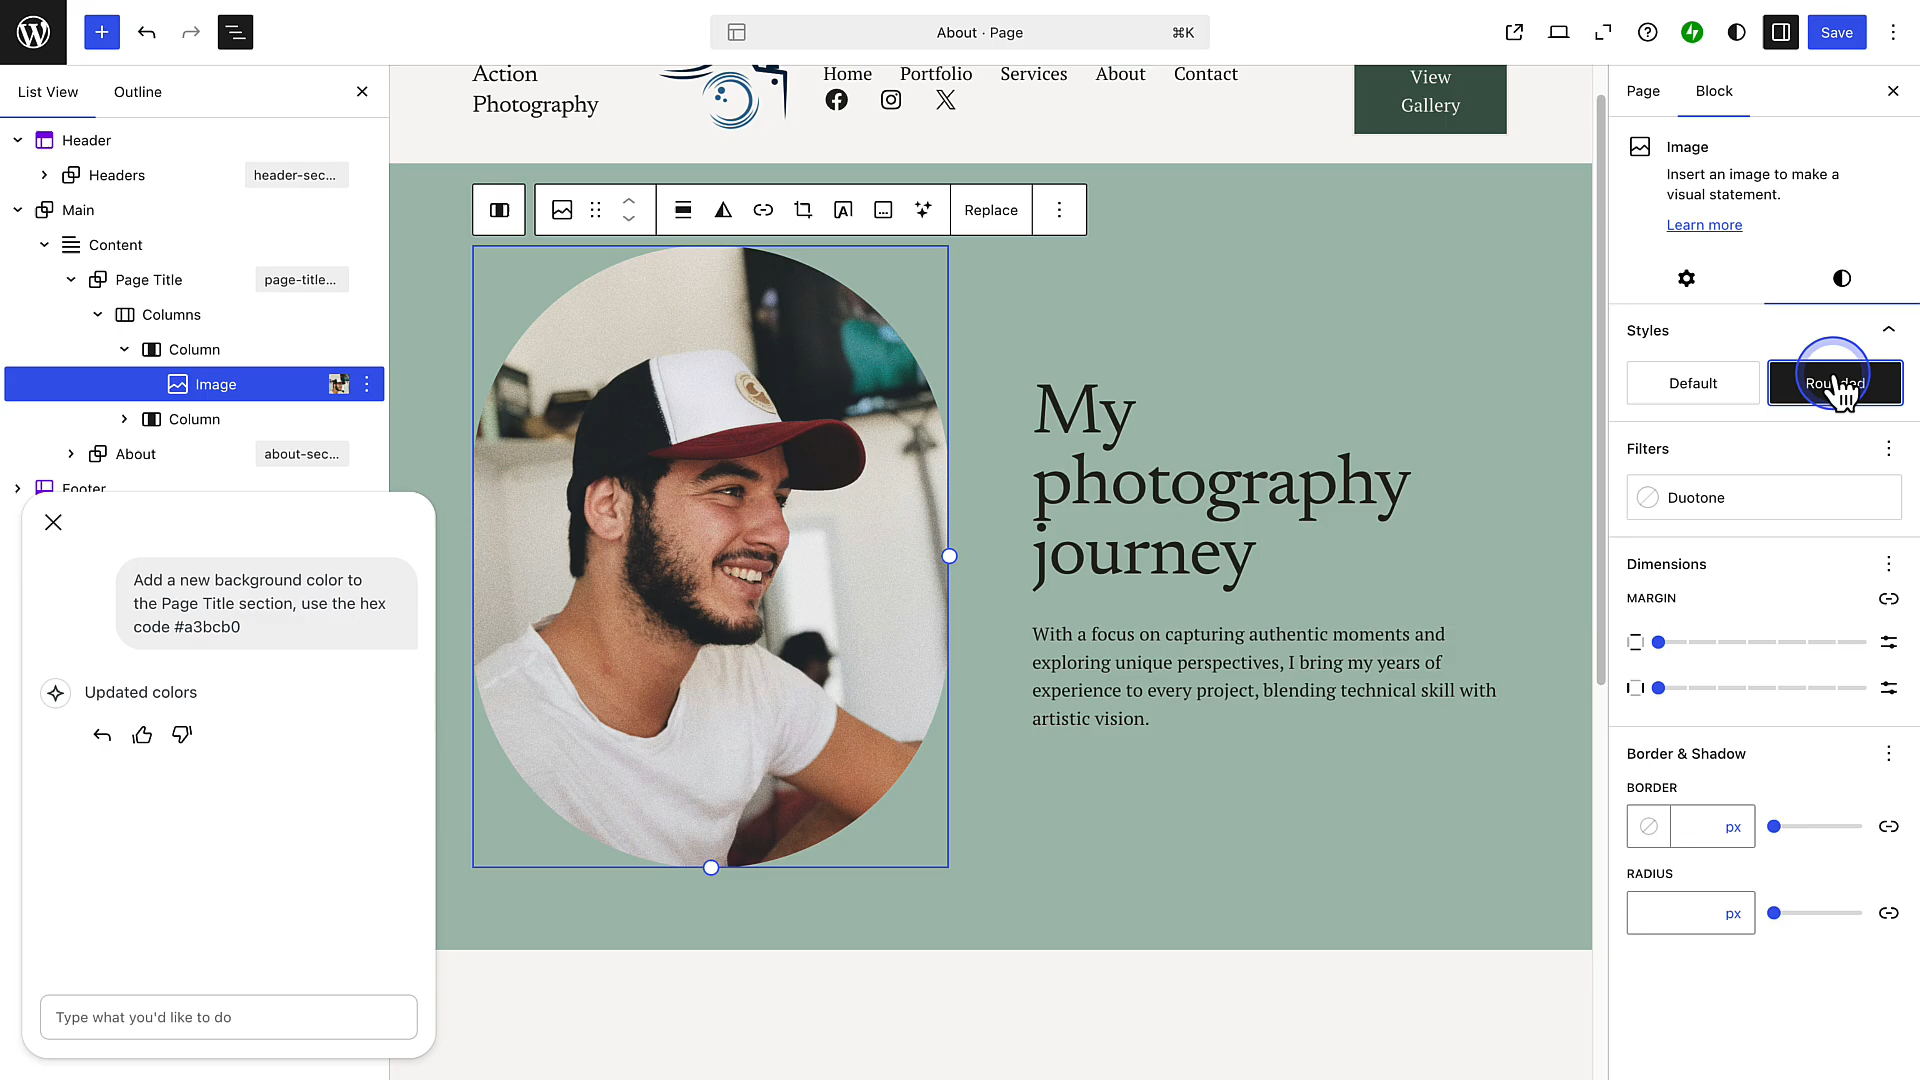 About · Page
⌘K
Save
List View
Outline
Header
Headers
header-sec...
Main
Content
Page Title
page-title...
Columns
Column
Image
Column
About
about-sec...
Footer
Add a new background color to
the Page Title section, use the hex
code #a3bcb0
Updated colors
Type what you'd like to do
Action
Photography
Home
Portfolio
Services
About
Contact
View
Gallery
Replace
My
photography
journey
With a focus on capturing authentic moments and
exploring unique perspectives, I bring my years of
experience to every project, blending technical skill with
artistic vision.
Page
Block
Image
Insert an image to make a
visual statement.
Learn more
Styles
Default
Rounded
Filters
Duotone
Dimensions
MARGIN
Border & Shadow
BORDER
px
RADIUS
px